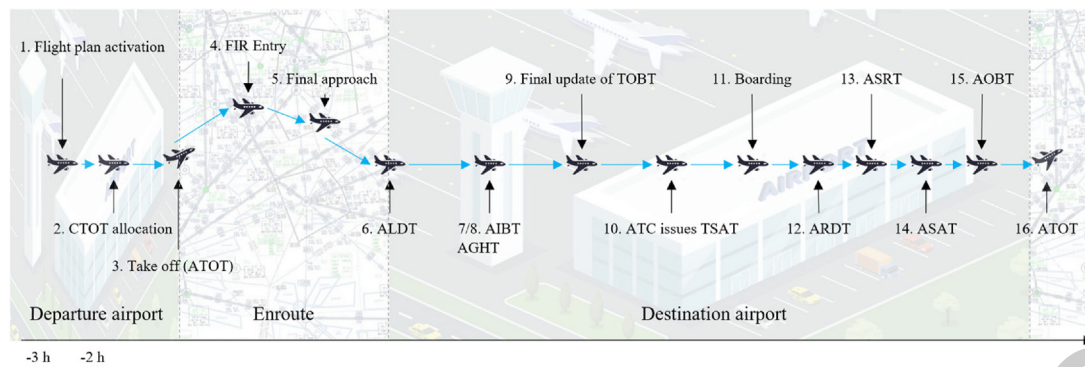 1. Flight plan activation
4. FIR Entry
5. Final approach
9. Final update of TOBT
11. Boarding
13. ASRT
15. AOBT
AIRPORT
2. CTOT allocation
3. Take off (ATOT)
6. ALDT
7/8. AIBT
AGHT
10. ATC issues TSAT
12. ARDT
14. ASAT
16. ATOT
Departure airport
Enroute
Destination airport
-3 h
-2 h